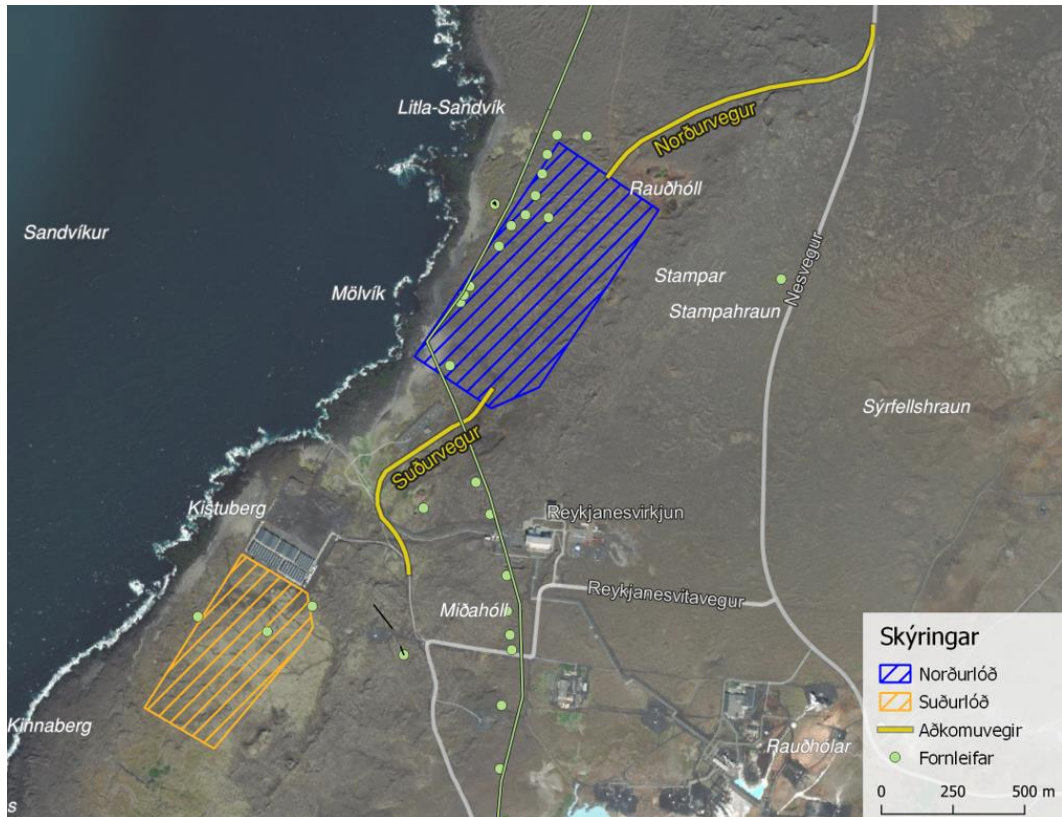 Litla-Sandvík
Norðurvegur
Rauðhóll
Sandvíkur
Mölvík
Stampar
Stampahraun
Nesvegur
Sýrfellshraun
Suðurvegur
Kistuberg
Reykjanesvirkjun
Reykjanesvitavegur
Miðahóll
Kinnaberg
Rauðhólar
s
Skýringar
Norðurlóð
Suðurlóð
Aðkomuvegir
Fornleifar
0 250 500 m